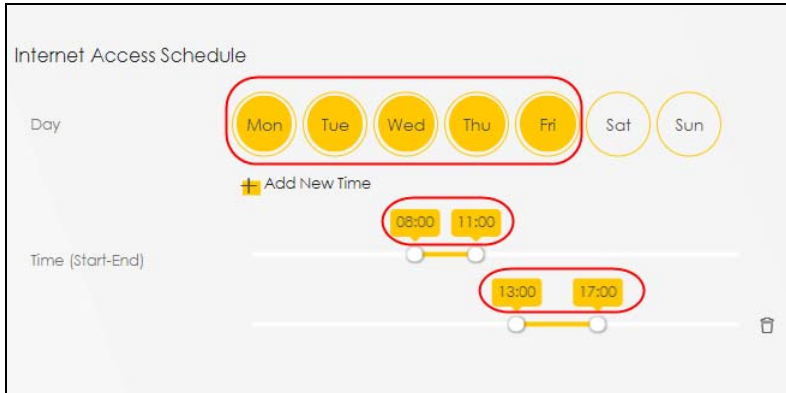 Internet Access Schedule
Day
Mon Tue Wed Thu Fri Sat Sun
+ Add New Time
08:00 11:00
Time (Start-End)
13:00 17:00